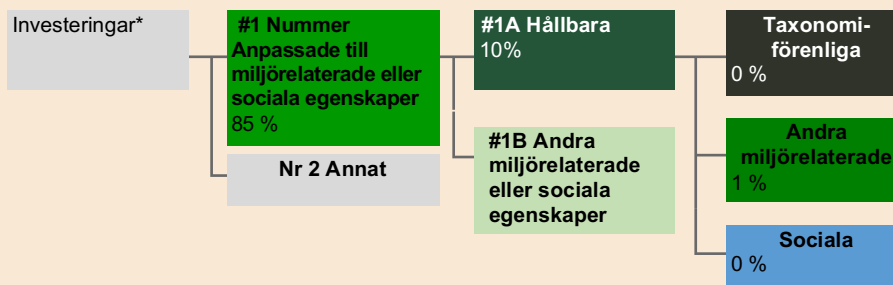 Investeringar*
#1 Nummer
Anpassade till
miljörelaterade eller
sociala egenskaper
85 %
Nr 2 Annat
#1A Hållbara
10%
#1B Andra
miljörelaterade
eller sociala
egenskaper
Taxonomi-
förenliga
0 %
Andra
miljörelaterade
1 %
Sociala
0 %